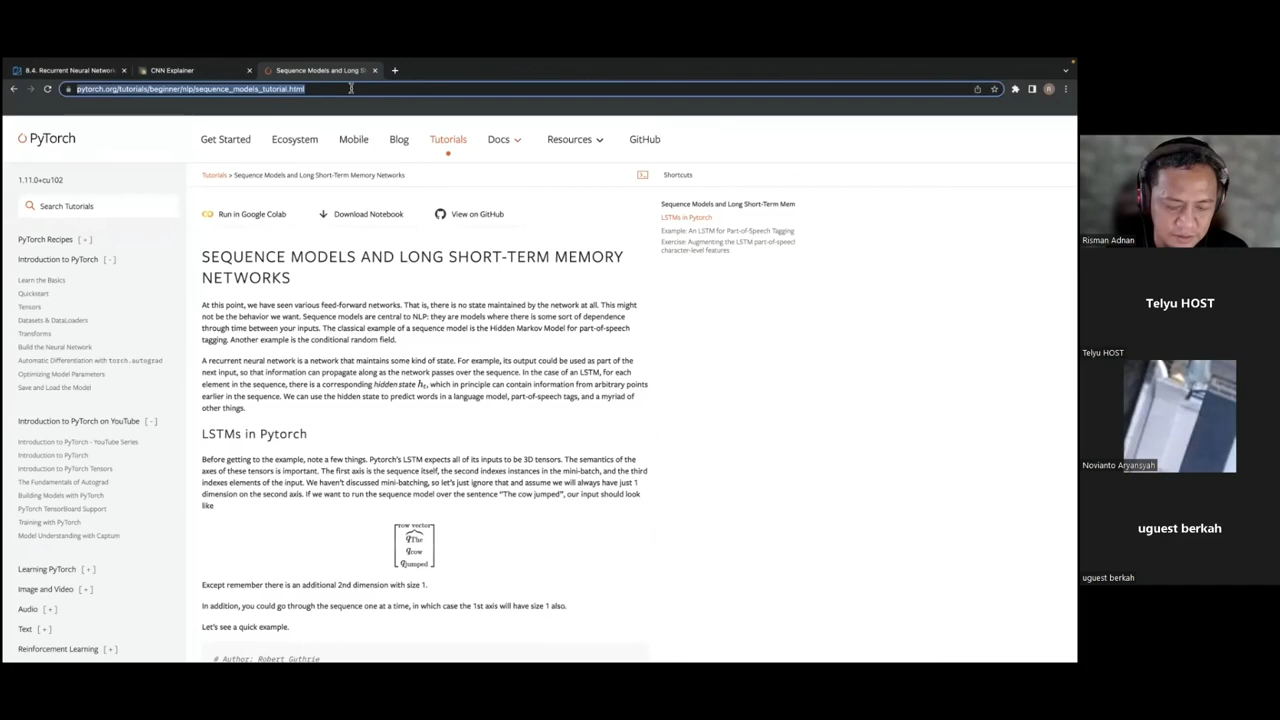 8.4. Recurrent Neural Network
CNN Explainer
Sequence Models and Long Sh
pytorch.org/tutorials/beginner/nlp/sequence_models_tutorial.html
R
PyTorch
Get Started
Ecosystem
Mobile
Blog
Tutorials
Docs
Resources
GitHub
1.11.0+cu102
Search Tutorials
PyTorch Recipes [ + ]
Introduction to PyTorch [ - ]
Learn the Basics
Quickstart
Tensors
Datasets & DataLoaders
Transforms
Build the Neural Network
Automatic Differentiation with torch.autograd
Optimizing Model Parameters
Save and Load the Model
Introduction to PyTorch on YouTube [ - ]
Introduction to PyTorch - YouTube Series
Introduction to PyTorch
Introduction to PyTorch Tensors
The Fundamentals of Autograd
Building Models with PyTorch
PyTorch TensorBoard Support
Training with PyTorch
Model Understanding with Captum
Learning PyTorch [ + ]
Image and Video [ + ]
Audio [ + ]
Text [ + ]
Reinforcement Learning [ + ]
Tutorials > Sequence Models and Long Short-Term Memory Networks
Run in Google Colab
Download Notebook
View on GitHub
SEQUENCE MODELS AND LONG SHORT-TERM MEMORY
NETWORKS
At this point, we have seen various feed-forward networks. That is, there is no state maintained by the network at all. This might
not be the behavior we want. Sequence models are central to NLP: they are models where there is some sort of dependence
through time between your inputs. The classical example of a sequence model is the Hidden Markov Model for part-of-speech
tagging. Another example is the conditional random field.
A recurrent neural network is a network that maintains some kind of state. For example, its output could be used as part of the
next input, so that information can propagate along as the network passes over the sequence. In the case of an LSTM, for each
element in the sequence, there is a corresponding hidden state hₜ, which in principle can contain information from arbitrary points
earlier in the sequence. We can use the hidden state to predict words in a language model, part-of-speech tags, and a myriad of
other things.
LSTMs in Pytorch
Before getting to the example, note a few things. Pytorch's LSTM expects all of its inputs to be 3D tensors. The semantics of the
axes of these tensors is important. The first axis is the sequence itself, the second indexes instances in the mini-batch, and the third
indexes elements of the input. We haven't discussed mini-batching, so let's just ignore that and assume we will always have just 1
dimension on the second axis. If we want to run the sequence model over the sentence "The cow jumped", our input should look
like
row vector
qThe
qcow
qjumped
Except remember there is an additional 2nd dimension with size 1.
In addition, you could go through the sequence one at a time, in which case the 1st axis will have size 1 also.
Let's see a quick example.
# Author: Robert Guthrie
Shortcuts
Sequence Models and Long Short-Term Mem
LSTMs in Pytorch
Example: An LSTM for Part-of-Speech Tagging
Exercise: Augmenting the LSTM part-of-speech
character-level features
Risman Adnan
Telyu HOST
Telyu HOST
Novianto Aryansyah
uguest berkah
uguest berkah